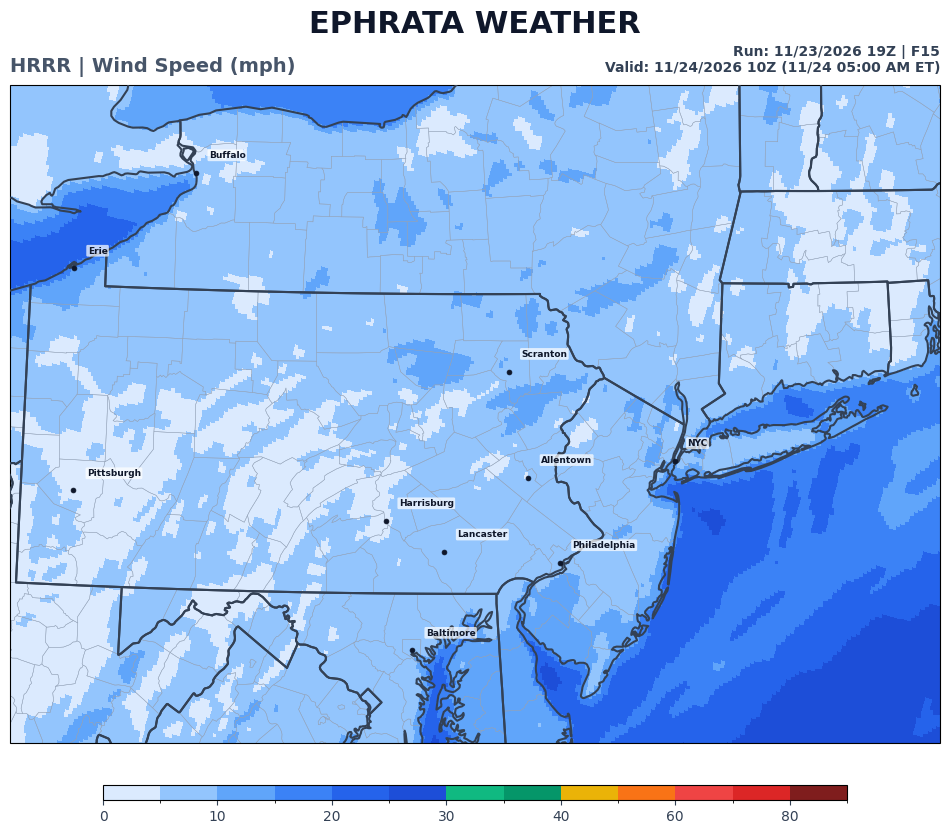 EPHRATA WEATHER
HRRR | Wind Speed (mph)
Run: 11/23/2026 19Z | F15
Valid: 11/24/2026 10Z (11/24 05:00 AM ET)
Buffalo
Erie
Scranton
NYC
Allentown
Pittsburgh
Harrisburg
Lancaster
Philadelphia
Baltimore
0 10 20 30 40 50 60 70 80